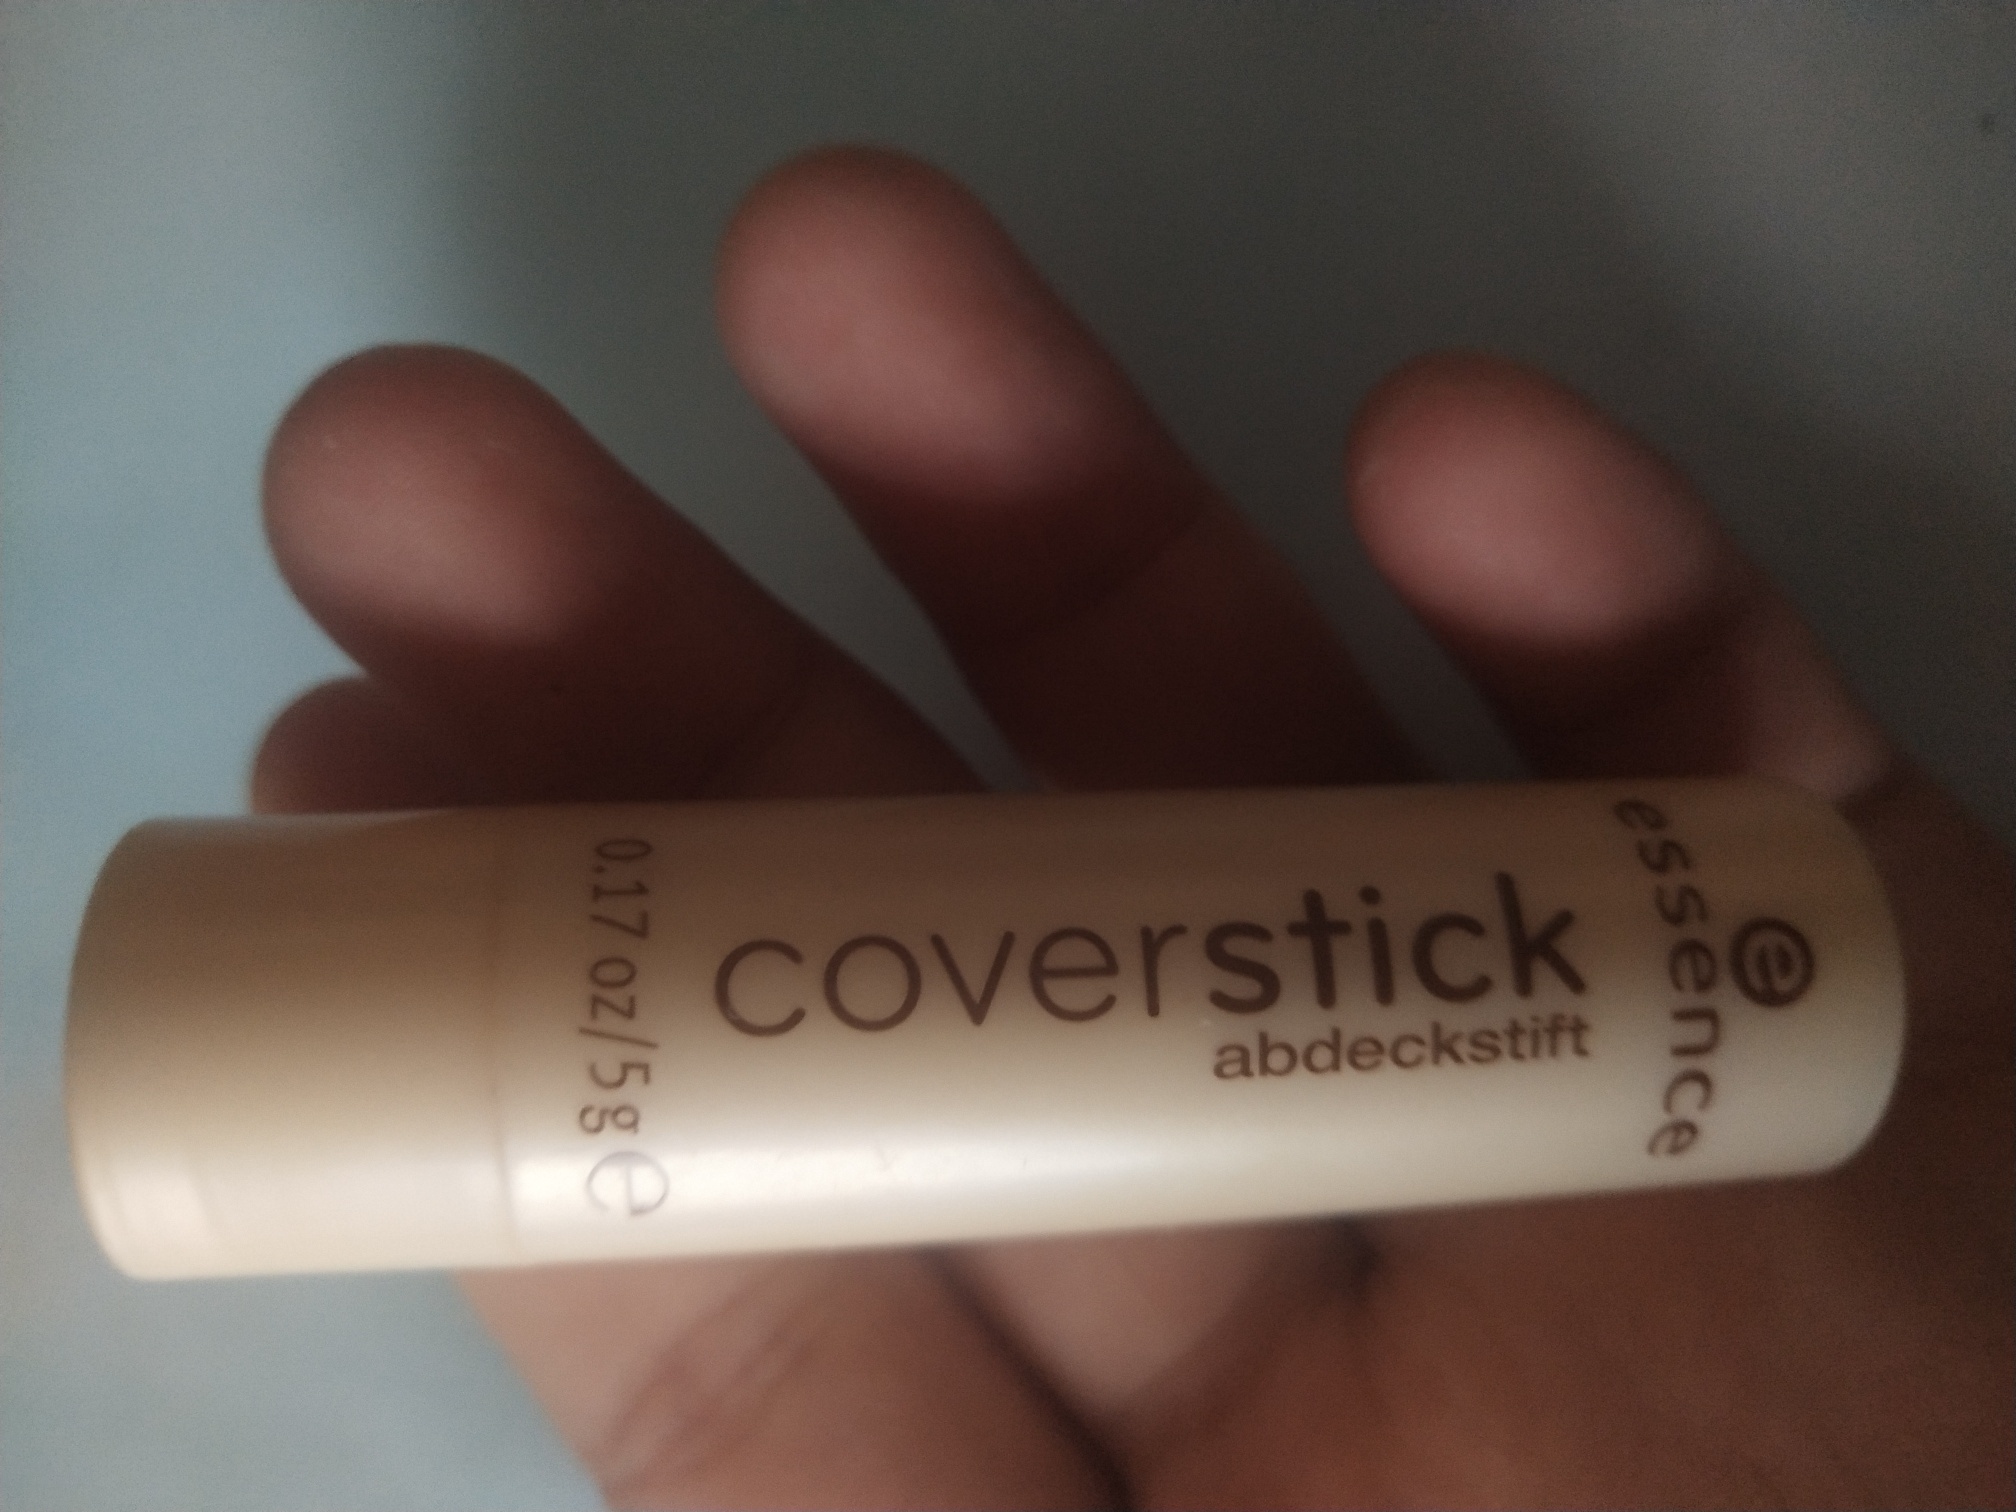 ⓔ
essence
coverstick
abdeckstift
0.17 oz/5g ℮